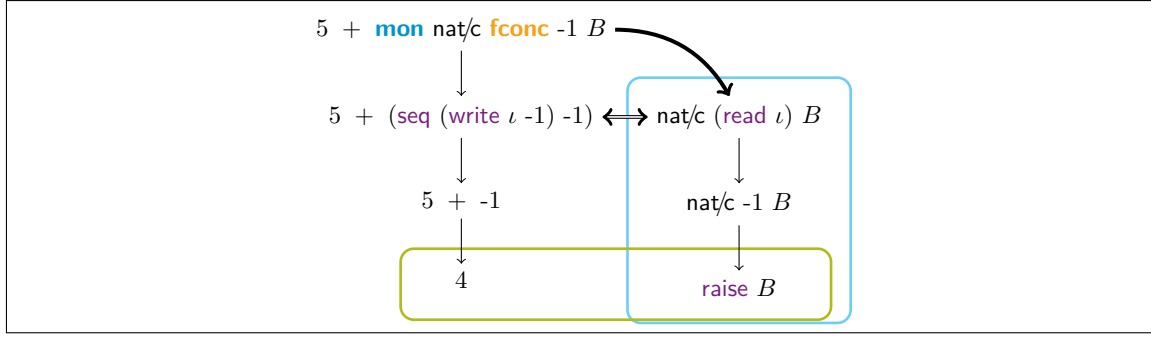 5 + mon nat/c fconc -1 B
5 + (seq (write ι -1) -1) nat/c (read ι) B
5 + -1 nat/c -1 B
4 raise B